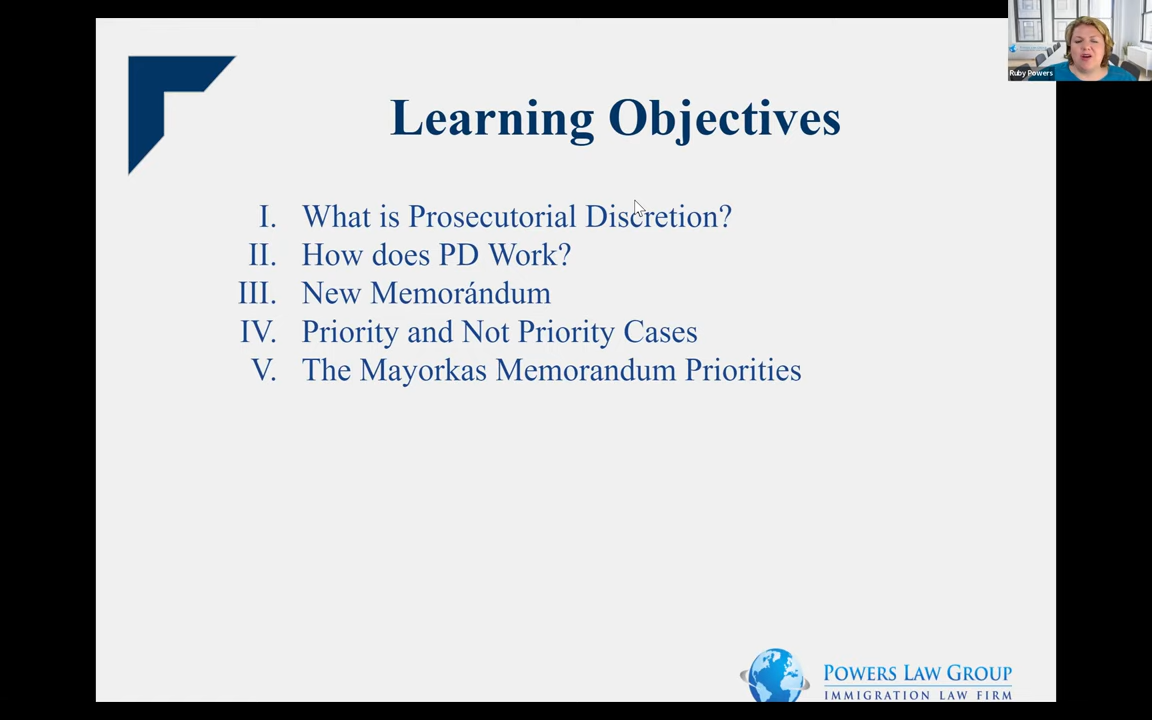 Ruby Powers
Learning Objectives
I. What is Prosecutorial Discretion?
II. How does PD Work?
III. New Memorándum
IV. Priority and Not Priority Cases
V. The Mayorkas Memorandum Priorities
POWERS LAW GROUP
IMMIGRATION LAW FIRM